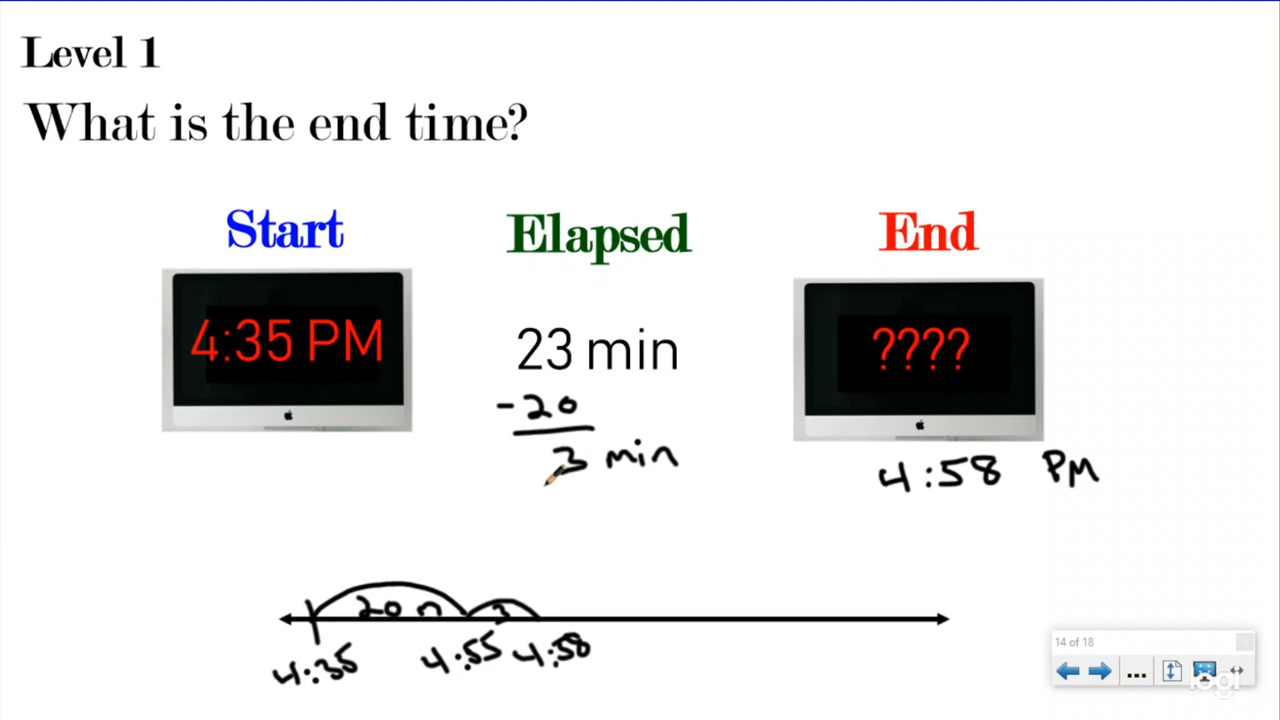 Level 1
What is the end time?
Start Elapsed End
4:35 PM 23 min ????
-20
3 min
4:58 PM
20 n 3
4:35 4:55 4:58
14 of 18
logi